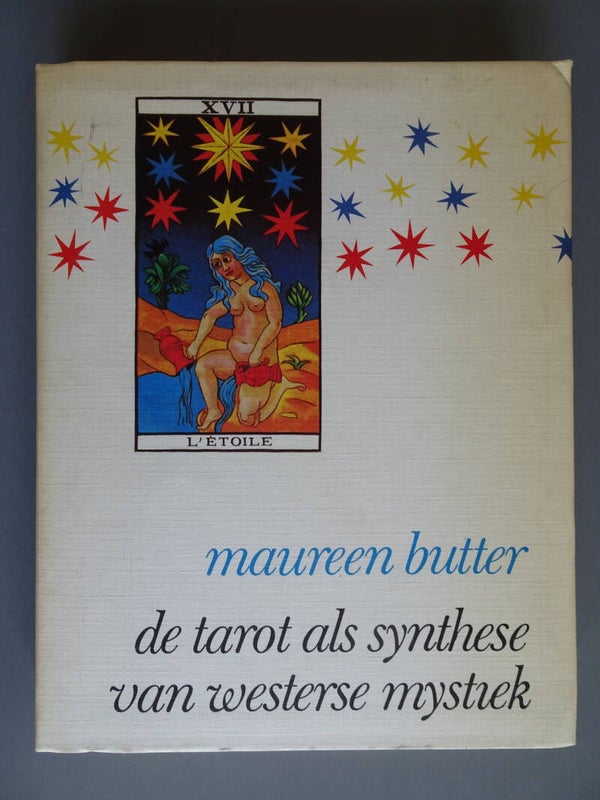 XVII
L'ÉTOILE
maureen butter
de tarot als synthese
van westerse mystiek